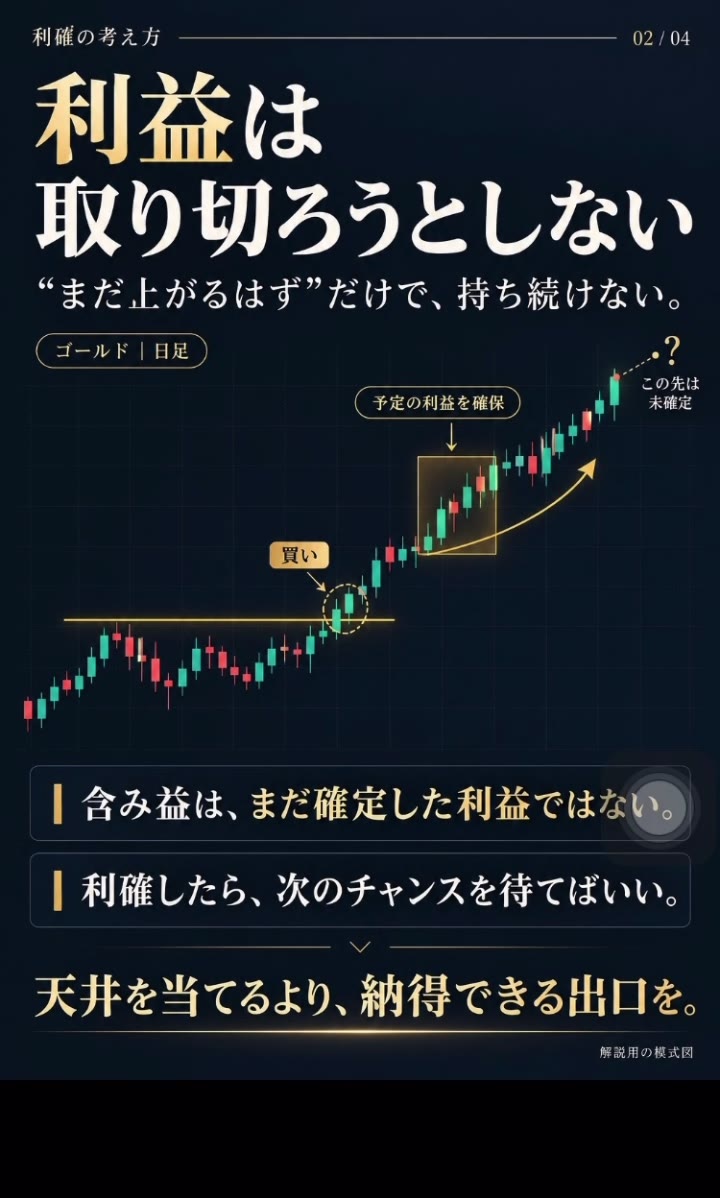 利確の考え方
02 / 04
利益は
取り切ろうとしない
“まだ上がるはず”だけで、持ち続けない。
ゴールド｜日足
?
この先は
未確定
予定の利益を確保
買い
含み益は、まだ確定した利益ではない。
利確したら、次のチャンスを待てばいい。
天井を当てるより、納得できる出口を。
解説用の模式図